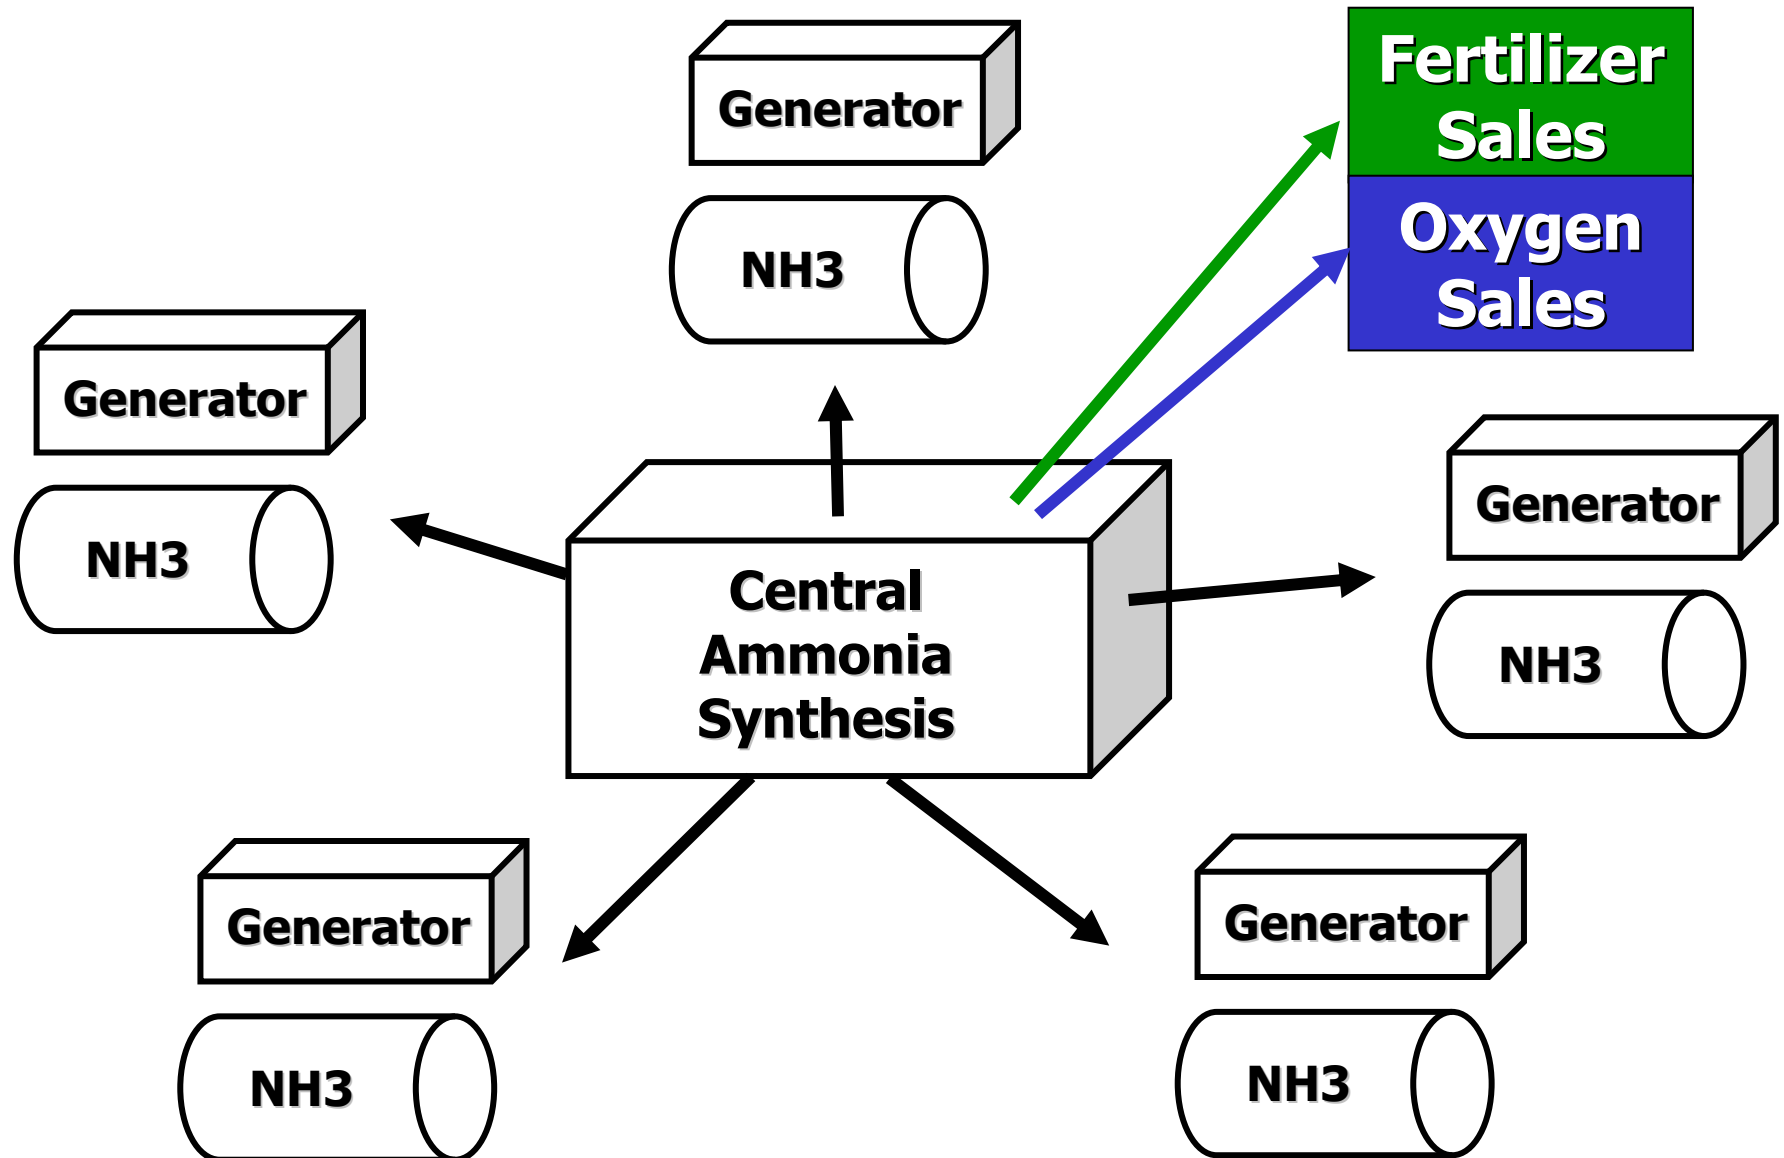 Generator
NH3
Fertilizer
Sales
Oxygen
Sales
Generator
NH3
Central
Ammonia
Synthesis
Generator
NH3
Generator
NH3
Generator
NH3